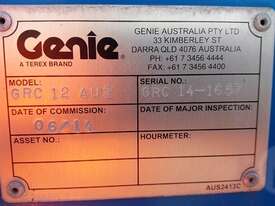 Genie
A TEREX BRAND
GENIE AUSTRALIA PTY LTD
33 KIMBERLEY ST
DARRA QLD 4076 AUSTRALIA
PH: +61 7 3456 4444
FAX: +61 7 3456 4400
MODEL:
GRC 12 AUS
SERIAL NO.:
GRC 14-1657
DATE OF COMMISSION:
06/14
DATE OF MAJOR INSPECTION:
ASSET NO.:
HOURMETER:
AUS2413C